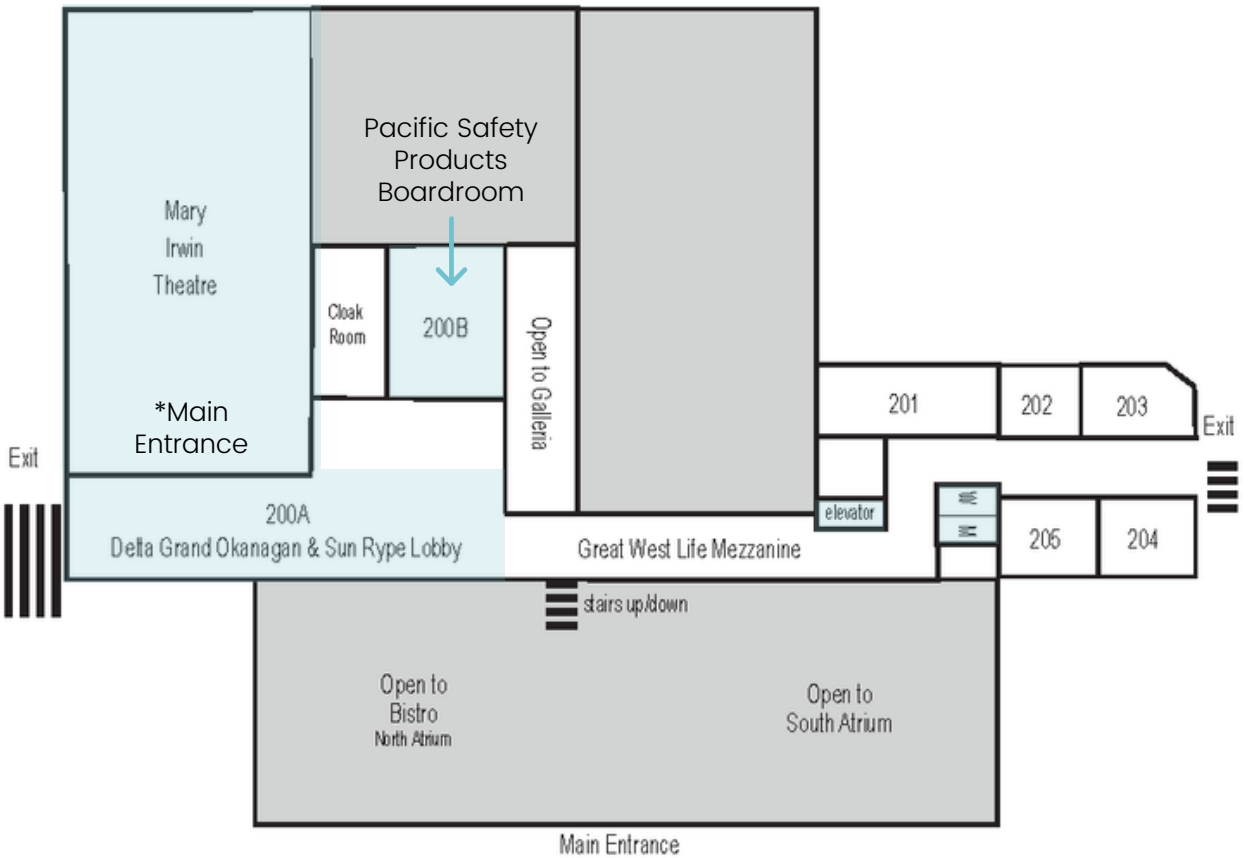 Pacific Safety
Products
Boardroom
Mary
Irwin
Theatre
Cloak
Room
200B
Open to Galleria
*Main
Entrance
201
202
203
Exit
Exit
elevator
W
M
205
204
200A
Delta Grand Okanagan & Sun Rype Lobby
Great West Life Mezzanine
stairs up/down
Open to
Bistro
North Atrium
Open to
South Atrium
Main Entrance